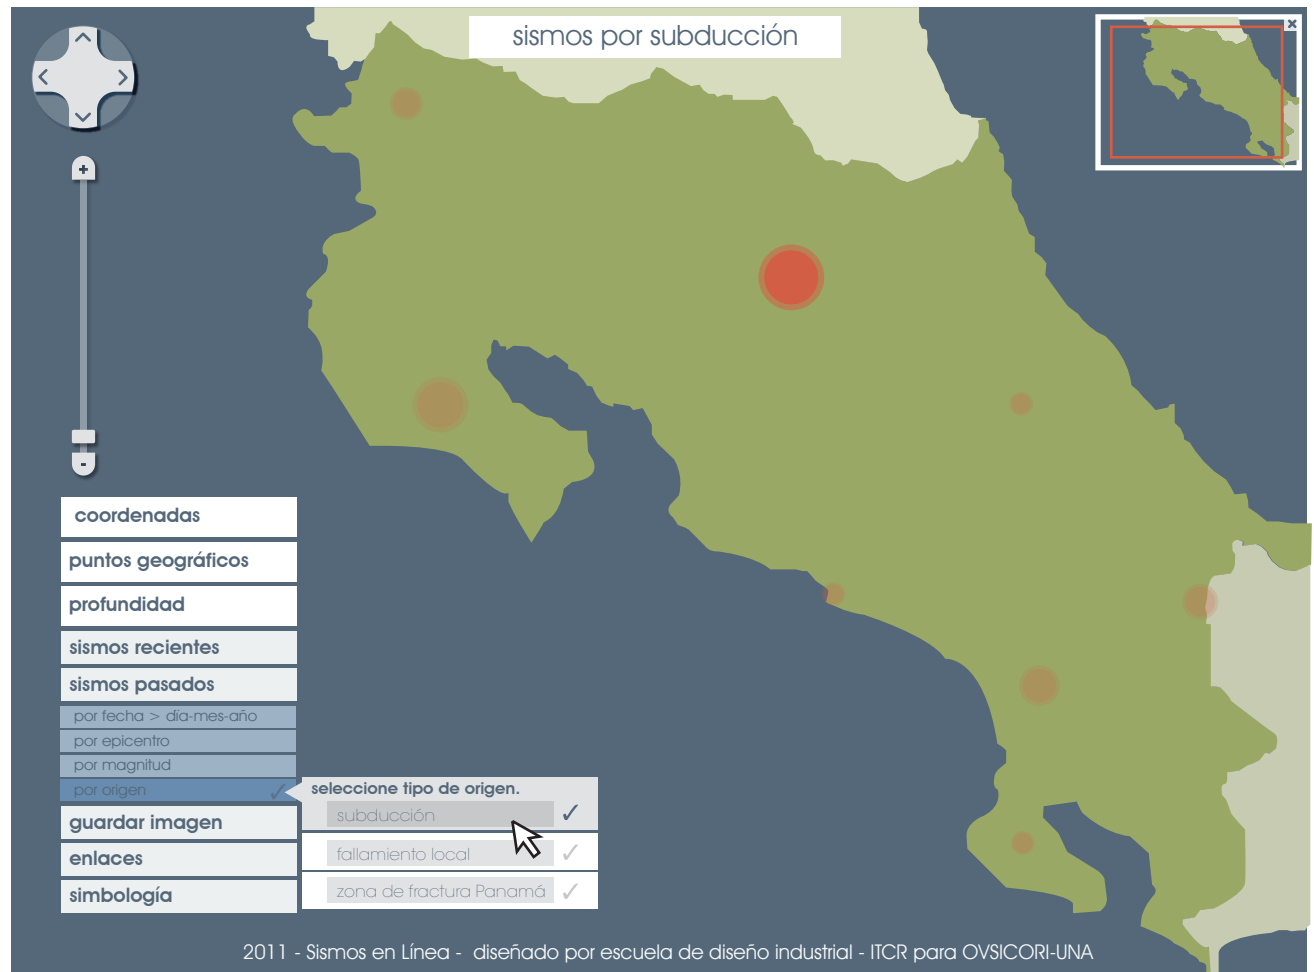 sismos por subducción
+
-
coordenadas
puntos geográficos
profundidad
sismos recientes
sismos pasados
por fecha > dia-mes-año
por epicentro
por magnitud
por origen
seleccione tipo de origen.
subducción
fallamiento local
zona de fractura Panamá
guardar imagen
enlaces
simbología
2011 - Sismos en Línea - diseñado por escuela de diseño industrial - ITCR para OVSICORI-UNA